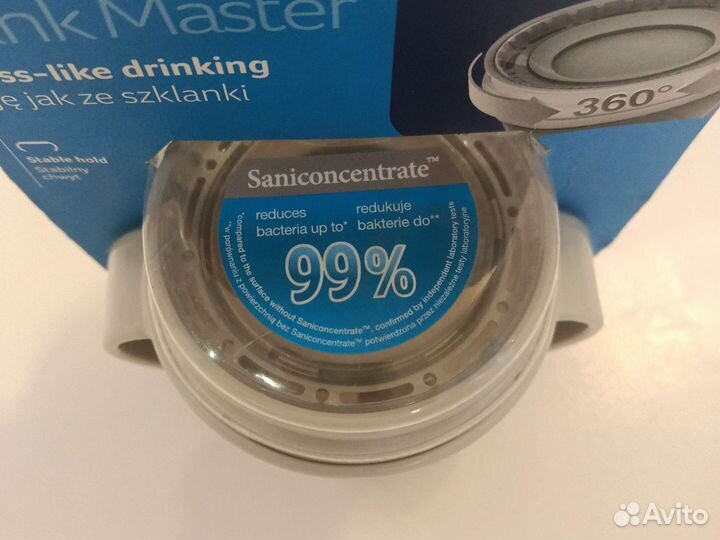 nk Master
ss-like drinking
ę jak ze szklanki
Stable hold
Stabilny
chwyt
360°
Saniconcentrate™
reduces
bacteria up to*
redukuje
bakterie do**
99%
*compared to the surface without Saniconcentrate™, confirmed by independent laboratory tests
**w porównaniu z powierzchnią bez Saniconcentrate™ potwierdzona przez niezależne testy laboratoryjne
Avito